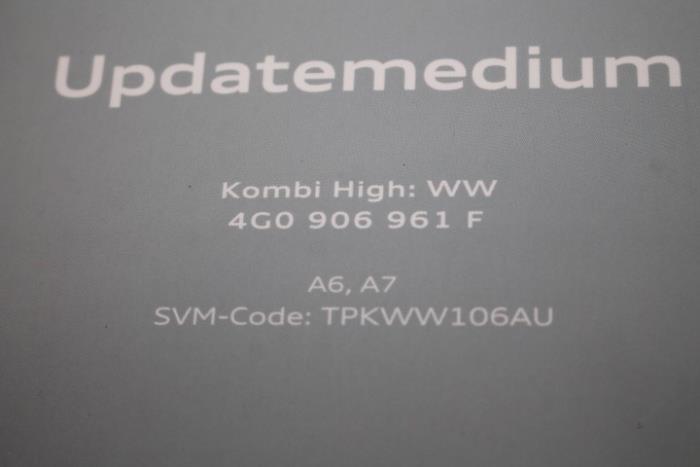 Updatemedium
Kombi High: WW
4G0 906 961 F
A6, A7
SVM-Code: TPKWW106AU